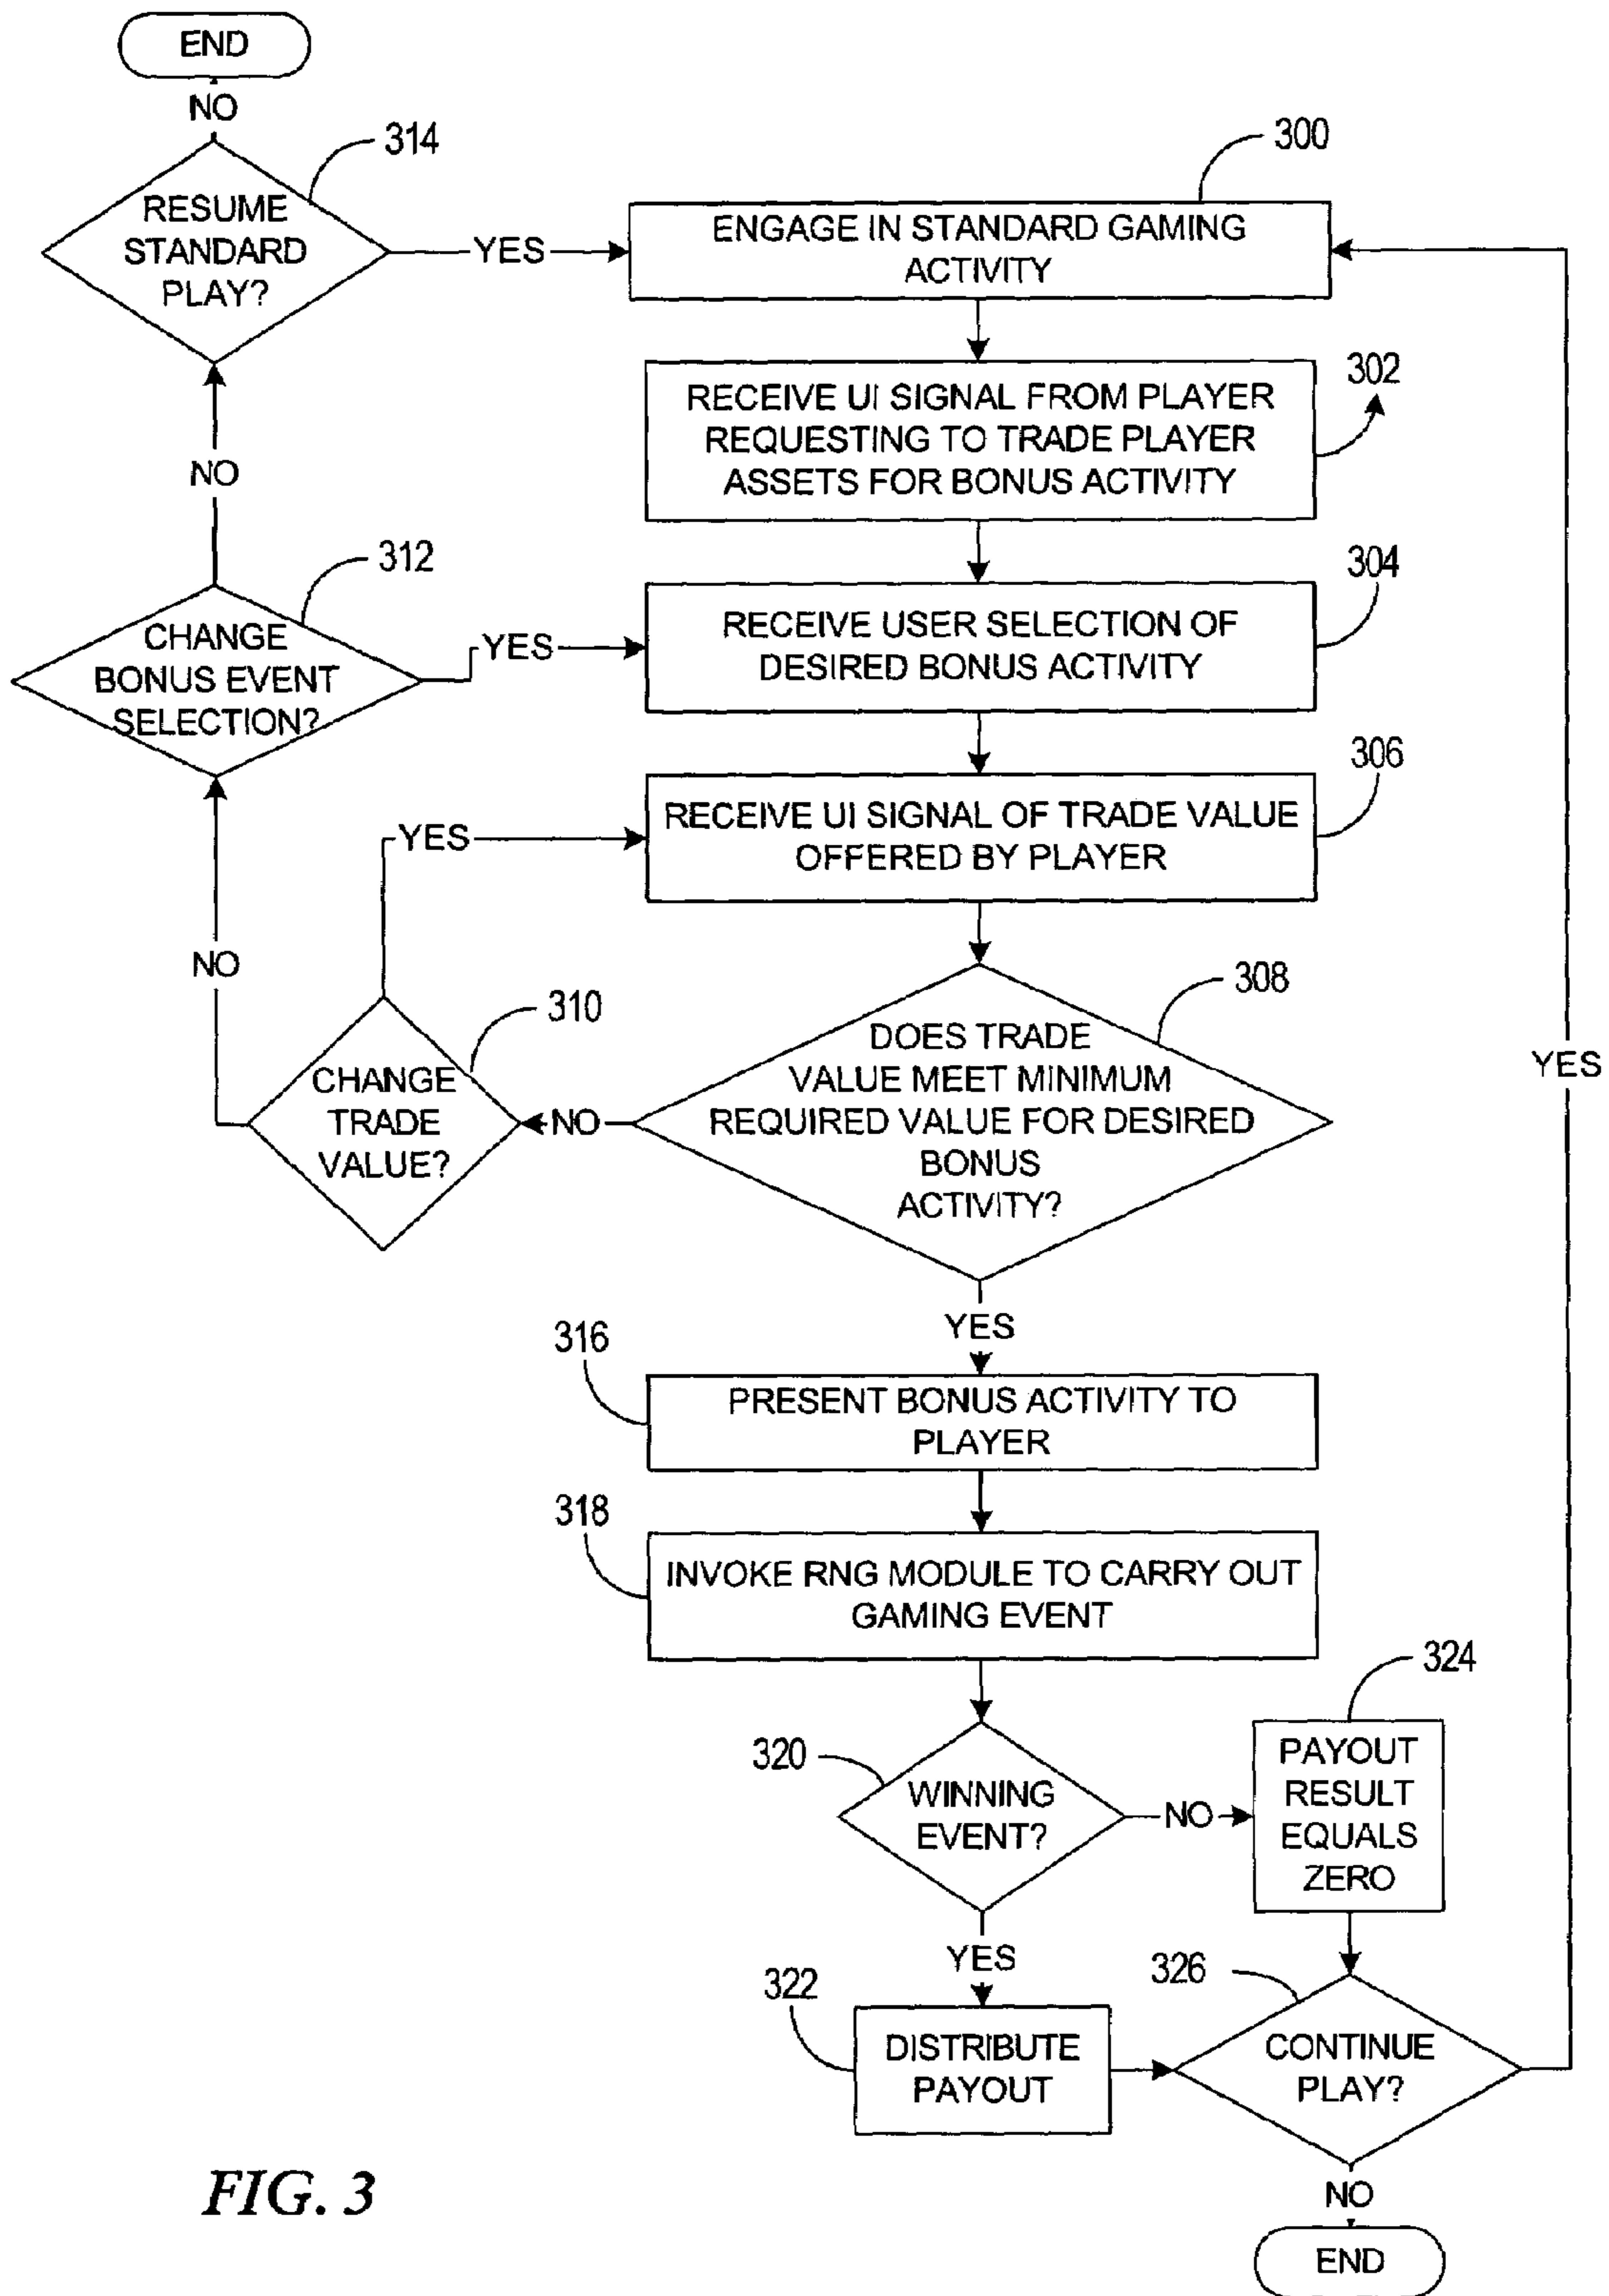 END
NO
314
RESUME
STANDARD
PLAY?
YES
300
ENGAGE IN STANDARD GAMING
ACTIVITY
302
RECEIVE UI SIGNAL FROM PLAYER
REQUESTING TO TRADE PLAYER
ASSETS FOR BONUS ACTIVITY
NO
312
CHANGE
BONUS EVENT
SELECTION?
YES
304
RECEIVE USER SELECTION OF
DESIRED BONUS ACTIVITY
306
RECEIVE UI SIGNAL OF TRADE VALUE
OFFERED BY PLAYER
YES
NO
310
CHANGE
TRADE
VALUE?
NO
308
DOES TRADE
VALUE MEET MINIMUM
REQUIRED VALUE FOR DESIRED
BONUS
ACTIVITY?
YES
YES
316
PRESENT BONUS ACTIVITY TO
PLAYER
318
INVOKE RNG MODULE TO CARRY OUT
GAMING EVENT
320
WINNING
EVENT?
NO
324
PAYOUT
RESULT
EQUALS
ZERO
YES
322
DISTRIBUTE
PAYOUT
326
CONTINUE
PLAY?
NO
END
FIG. 3